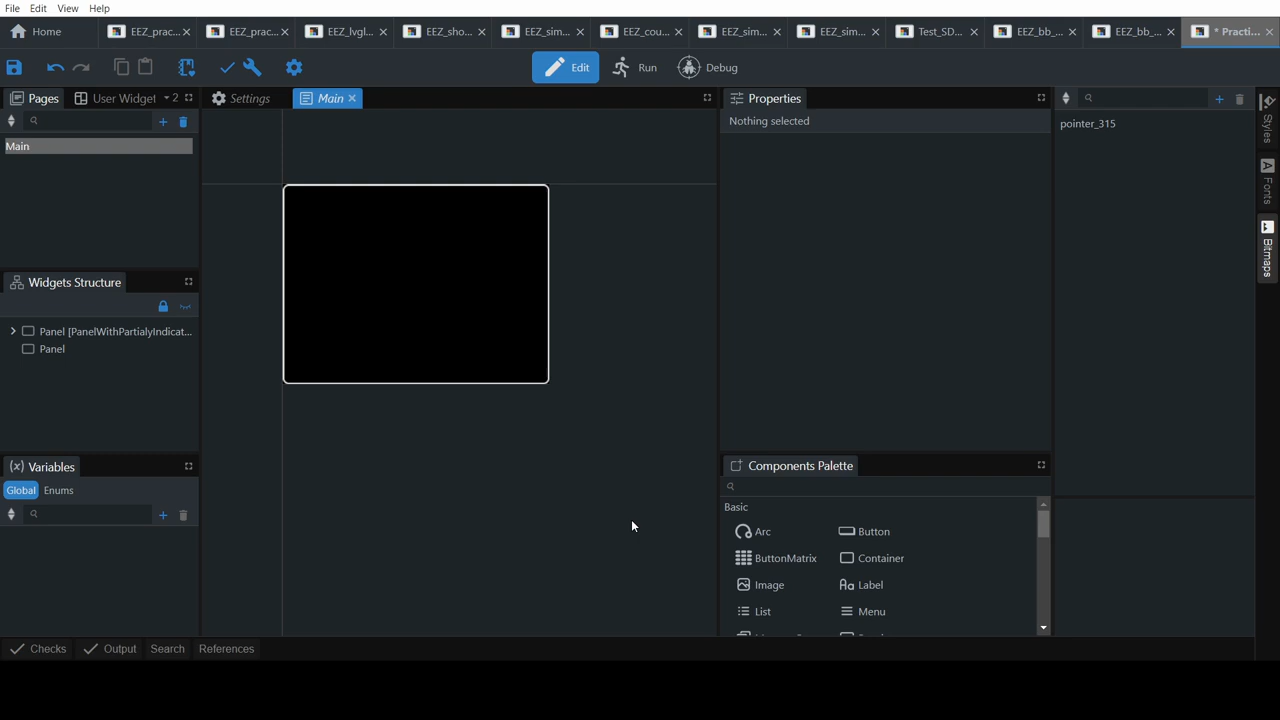 File Edit View Help
Home EEZ_prac... EEZ_prac... EEZ_lvgl... EEZ_sho... EEZ_sim... EEZ_cou... EEZ_sim... EEZ_sim... Test_SD... EEZ_bb_... EEZ_bb_... * Practi...
Edit Run Debug
Pages User Widget 2 Settings Main Properties
Nothing selected
pointer_315
Main
Styles
Fonts
Bitmaps
Widgets Structure
Panel [PanelWithPartialyIndicat...
Panel
(x) Variables
Global Enums
Components Palette
Basic
Arc Button
ButtonMatrix Container
Image Aa Label
List Menu
Checks Output Search References